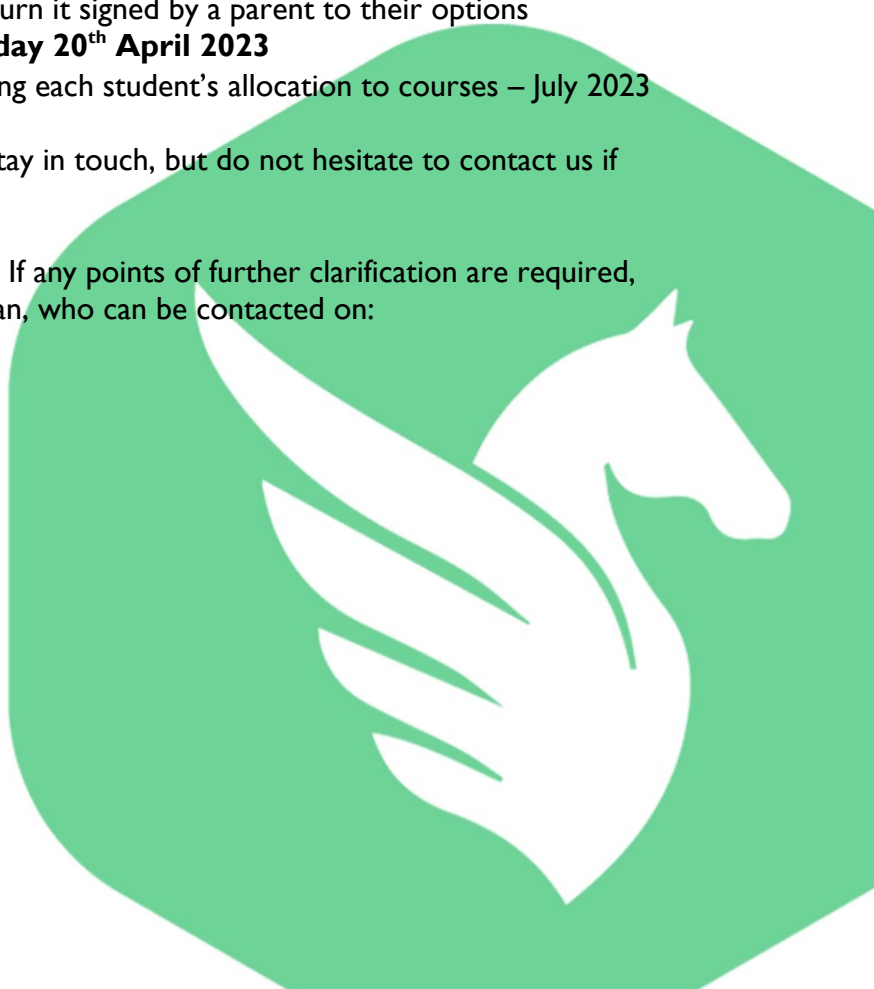 urn it signed by a parent to their options
day 20th April 2023
ng each student's allocation to courses – July 2023
tay in touch, but do not hesitate to contact us if
If any points of further clarification are required,
an, who can be contacted on: